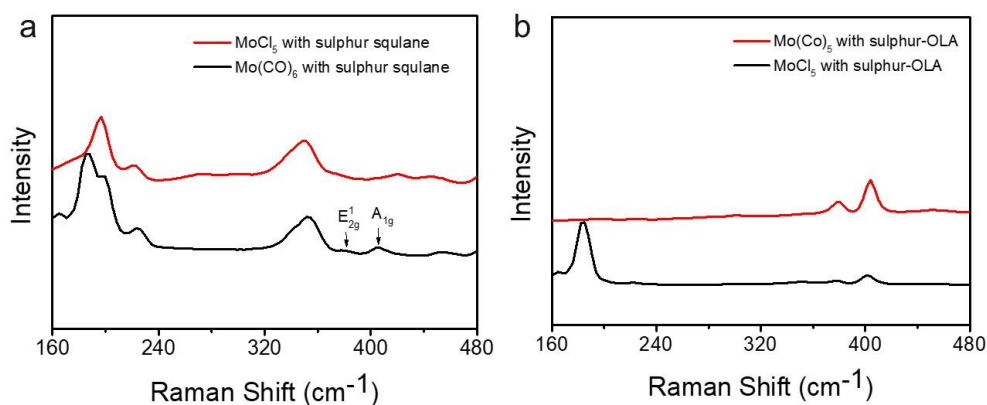 a
MoCl₅ with sulphur squlane
Mo(CO)₆ with sulphur squlane
Intensity
E¹₂g
A₁g
160 240 320 400 480
Raman Shift (cm⁻¹)
b
Mo(Co)₅ with sulphur-OLA
MoCl₅ with sulphur-OLA
Intensity
160 240 320 400 480
Raman Shift (cm⁻¹)